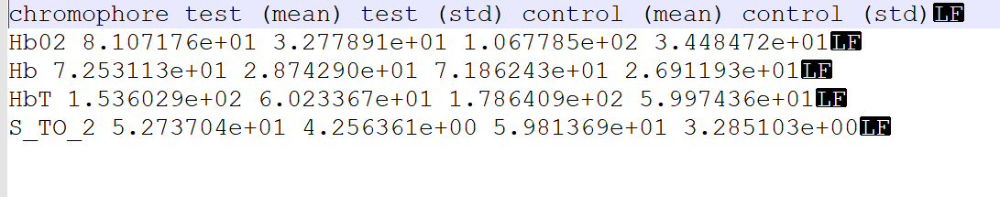 chromophore test (mean) test (std) control (mean) control (std)LF
Hb02 8.107176e+01 3.277891e+01 1.067785e+02 3.448472e+01LF
Hb 7.253113e+01 2.874290e+01 7.186243e+01 2.691193e+01LF
HbT 1.536029e+02 6.023367e+01 1.786409e+02 5.997436e+01LF
S_TO_2 5.273704e+01 4.256361e+00 5.981369e+01 3.285103e+00LF